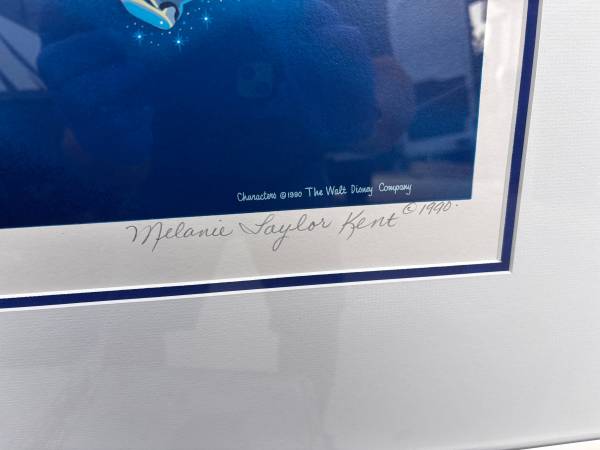 Characters © 1990 The Walt Disney Company
Melanie Taylor Kent © 1990.